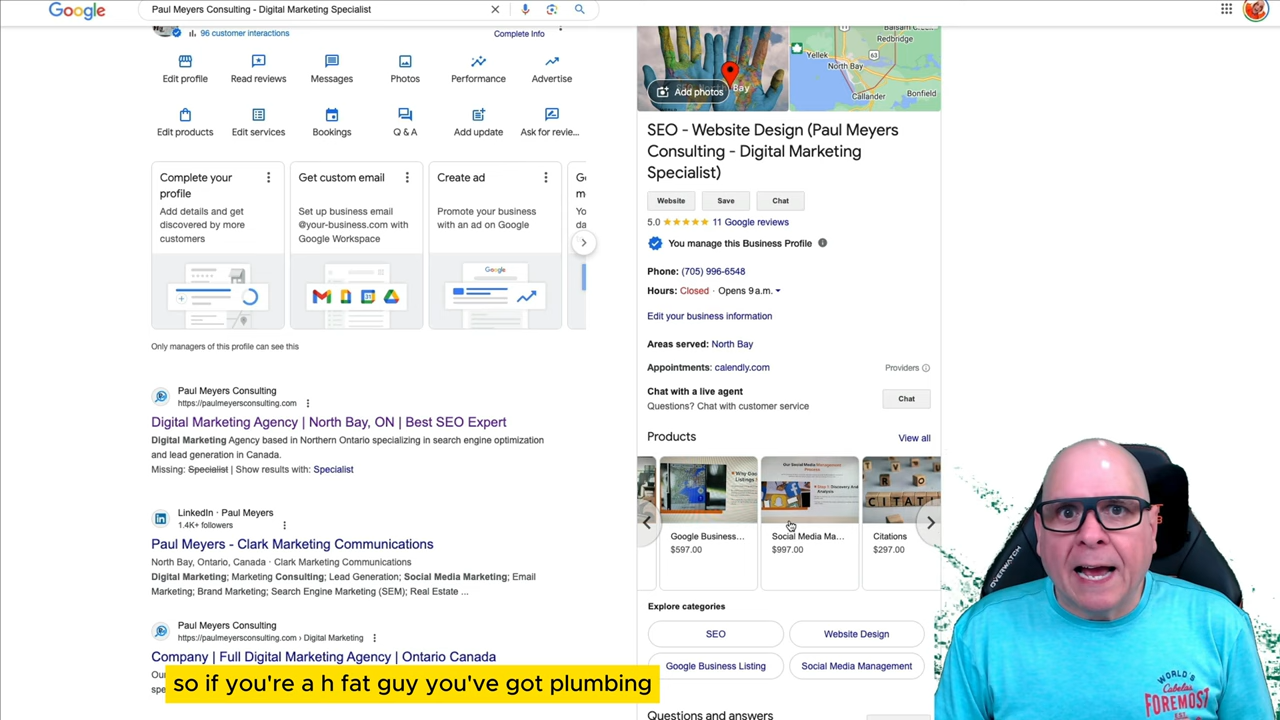 Google
Paul Meyers Consulting - Digital Marketing Specialist
96 customer interactions
Complete Info
Edit profile
Read reviews
Messages
Photos
Performance
Advertise
Edit products
Edit services
Bookings
Q & A
Add update
Ask for revie...
Complete your
profile
Add details and get
discovered by more
customers
Get custom email
Set up business email
@your-business.com with
Google Workspace
Create ad
Promote your business
with an ad on Google
Google
Only managers of this profile can see this
Paul Meyers Consulting
https://paulmeyersconsulting.com
Digital Marketing Agency | North Bay, ON | Best SEO Expert
Digital Marketing Agency based in Northern Ontario specializing in search engine optimization
and lead generation in Canada.
Missing: Specialist | Show results with: Specialist
LinkedIn · Paul Meyers
1.4K+ followers
Paul Meyers - Clark Marketing Communications
North Bay, Ontario, Canada · Clark Marketing Communications
Digital Marketing; Marketing Consulting; Lead Generation; Social Media Marketing; Email
Marketing; Brand Marketing; Search Engine Marketing (SEM); Real Estate ...
Paul Meyers Consulting
https://paulmeyersconsulting.com › Digital Marketing
Company | Full Digital Marketing Agency | Ontario Canada
so if you're a h fat guy you've got plumbing
Add photos
Bay
Yellek
Redbridge
63
North Bay
Callander
Bonfield
SEO - Website Design (Paul Meyers
Consulting - Digital Marketing
Specialist)
Website
Save
Chat
5.0
11 Google reviews
You manage this Business Profile
Phone: (705) 996-6548
Hours: Closed · Opens 9 a.m.
Edit your business information
Areas served: North Bay
Appointments: calendly.com
Providers
Chat with a live agent
Questions? Chat with customer service
Chat
Products
View all
Our Social Media Management
Process
Google Business...
$597.00
Social Media Ma...
$997.00
Citations
$297.00
Explore categories
SEO
Website Design
Google Business Listing
Social Media Management
Questions and answers
OVERWATCH
WORLD'S
Cabela's
FOREMOST